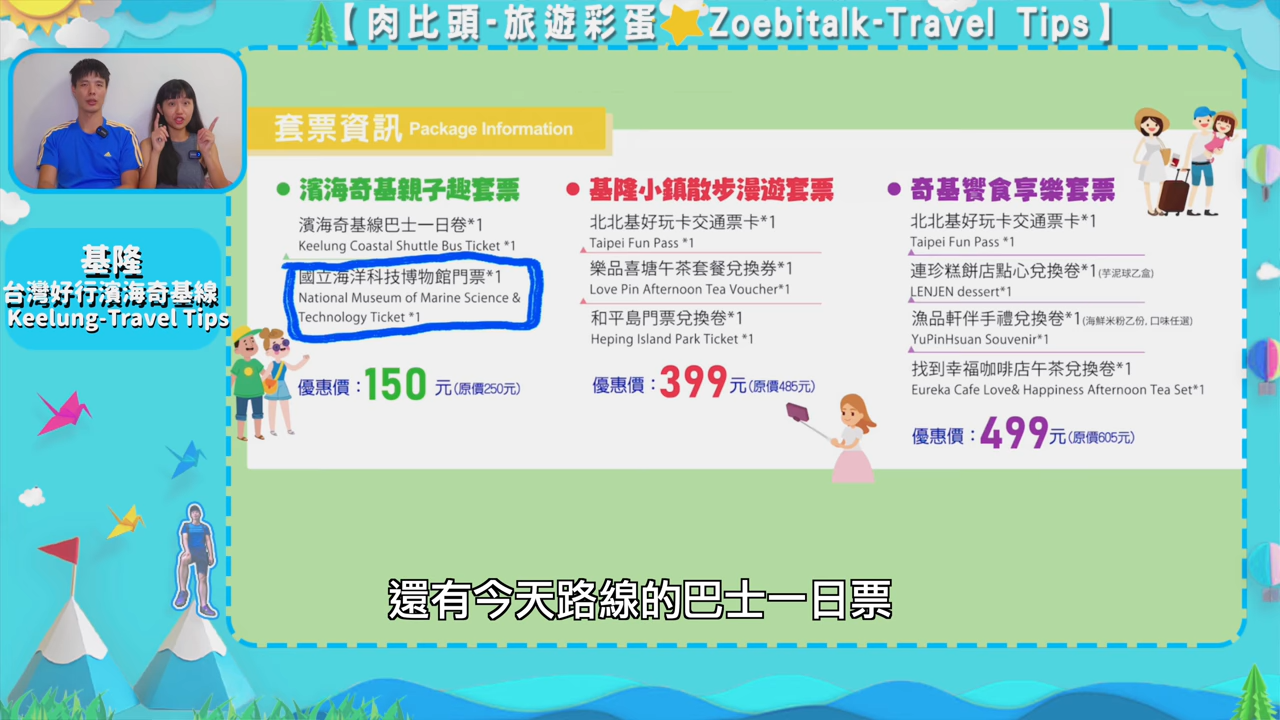 【肉比頭-旅遊彩蛋⭐Zoebitalk-Travel Tips】
套票資訊 Package Information
● 濱海奇基親子趣套票
濱海奇基線巴士一日卷*1
Keelung Coastal Shuttle Bus Ticket *1
國立海洋科技博物館門票*1
National Museum of Marine Science &
Technology Ticket *1
優惠價：150 元(原價250元)
● 基隆小鎮散步漫遊套票
北北基好玩卡交通票卡*1
Taipei Fun Pass *1
樂品喜塘午茶套餐兌換券*1
Love Pin Afternoon Tea Voucher*1
和平島門票兌換卷*1
Heping Island Park Ticket *1
優惠價：399元(原價485元)
● 奇基饗食享樂套票
北北基好玩卡交通票卡*1
Taipei Fun Pass *1
連珍糕餅店點心兌換卷*1(芋泥球乙盒)
LENJEN dessert*1
漁品軒伴手禮兌換卷*1(海鮮米粉乙份, 口味任選)
YuPinHsuan Souvenir*1
找到幸福咖啡店午茶兌換卷*1
Eureka Cafe Love& Happiness Afternoon Tea Set*1
優惠價：499元(原價605元)
基隆
台灣好行濱海奇基線
Keelung-Travel Tips
還有今天路線的巴士一日票